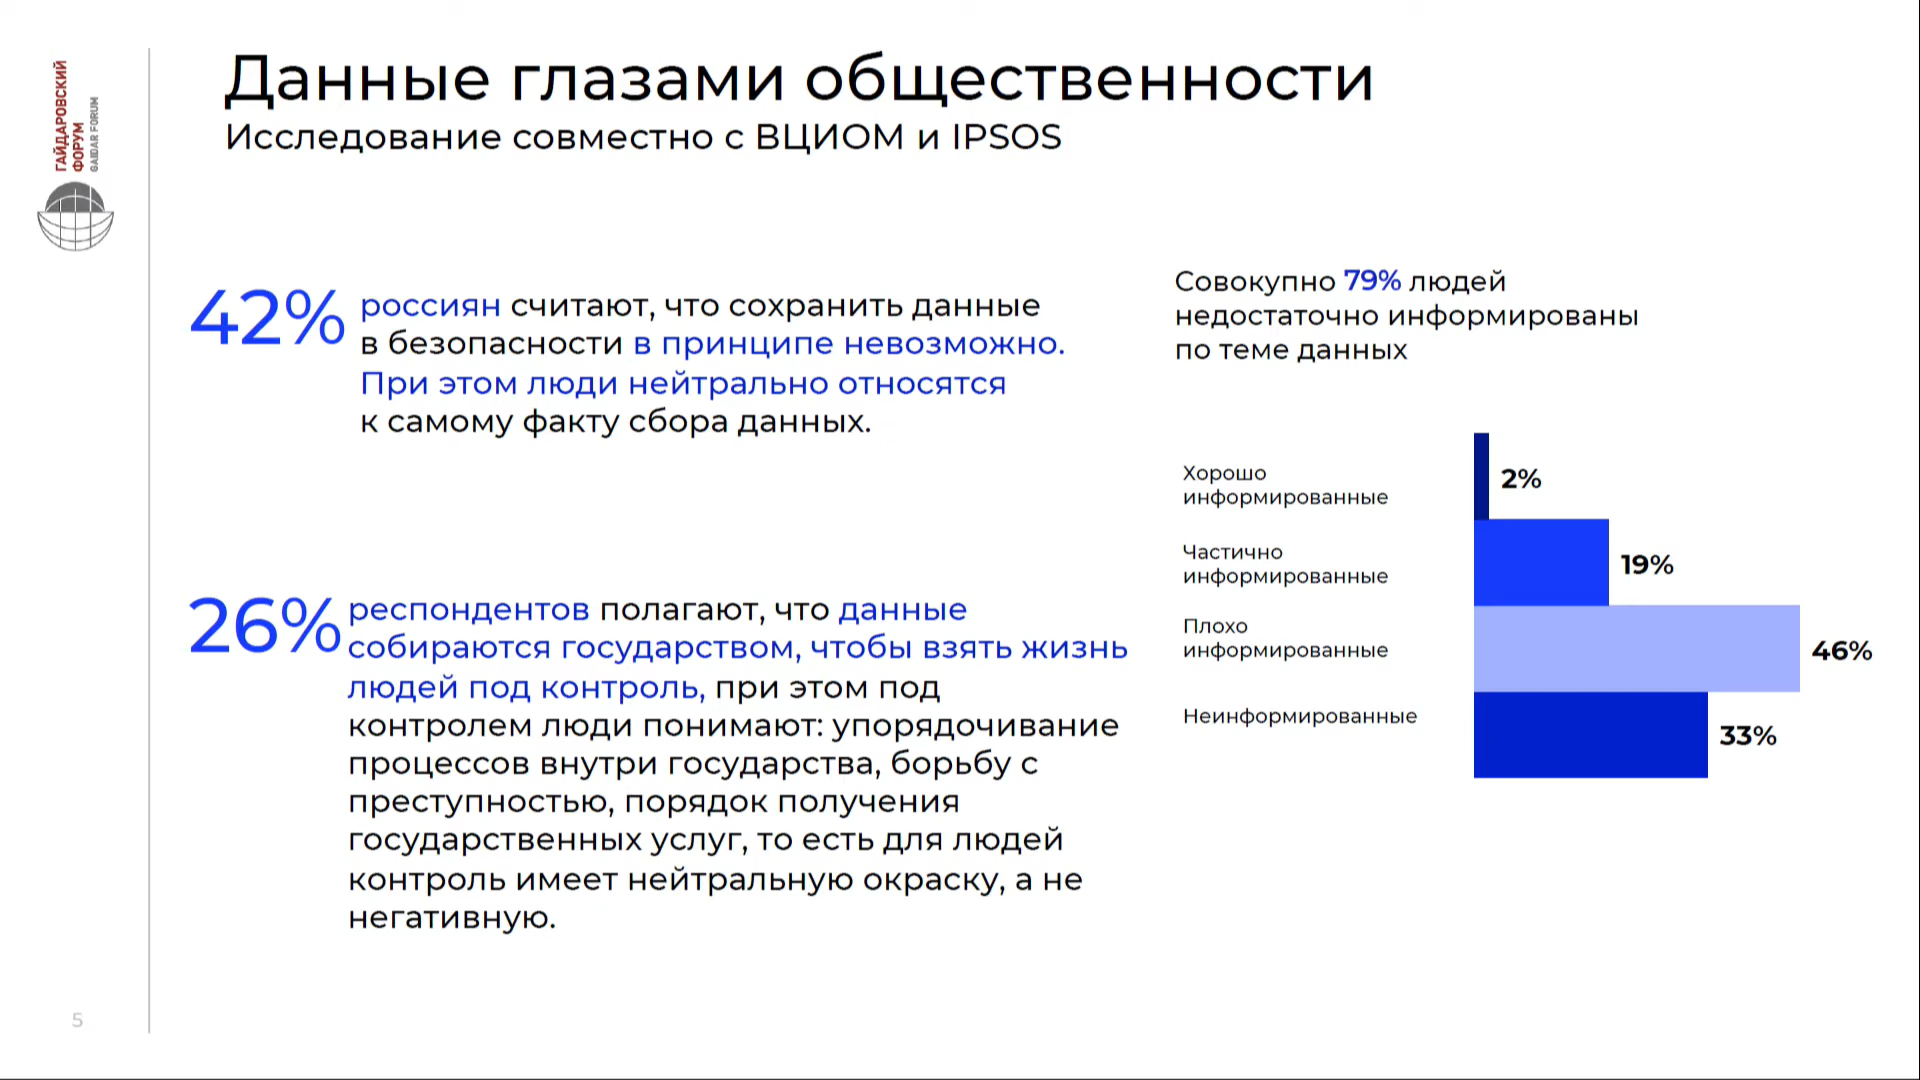 ГАЙДАРОВСКИЙ
ФОРУМ
GAIDAR FORUM
Данные глазами общественности
Исследование совместно с ВЦИОМ и IPSOS
42%
россиян считают, что сохранить данные
в безопасности в принципе невозможно.
При этом люди нейтрально относятся
к самому факту сбора данных.
26%
респондентов полагают, что данные
собираются государством, чтобы взять жизнь
людей под контроль, при этом под
контролем люди понимают: упорядочивание
процессов внутри государства, борьбу с
преступностью, порядок получения
государственных услуг, то есть для людей
контроль имеет нейтральную окраску, а не
негативную.
Совокупно 79% людей
недостаточно информированы
по теме данных
Хорошо
информированные
2%
Частично
информированные
19%
Плохо
информированные
46%
Неинформированные
33%
5